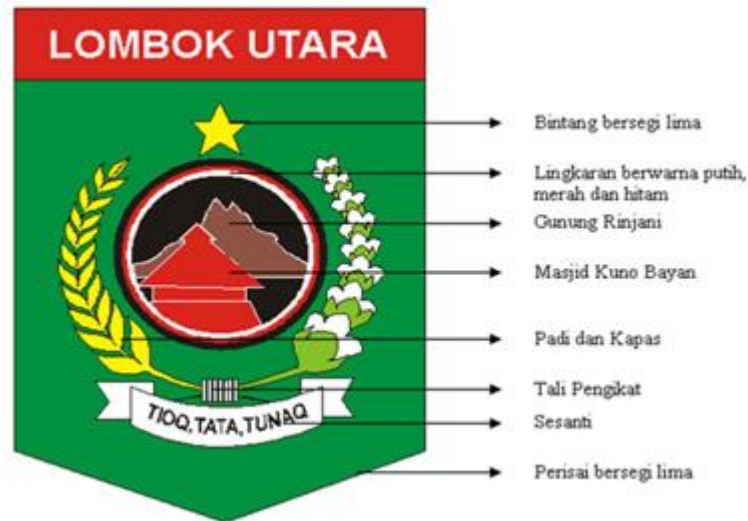 LOMBOK UTARA
Bintang bersegi lima
Lingkaran berwarna putih,
merah dan hitam
Gunung Rinjani
Masjid Kuno Bayan
Padi dan Kapas
Tali Pengikat
TIOQ,TATA,TUNAQ
Sesanti
Perisai bersegi lima